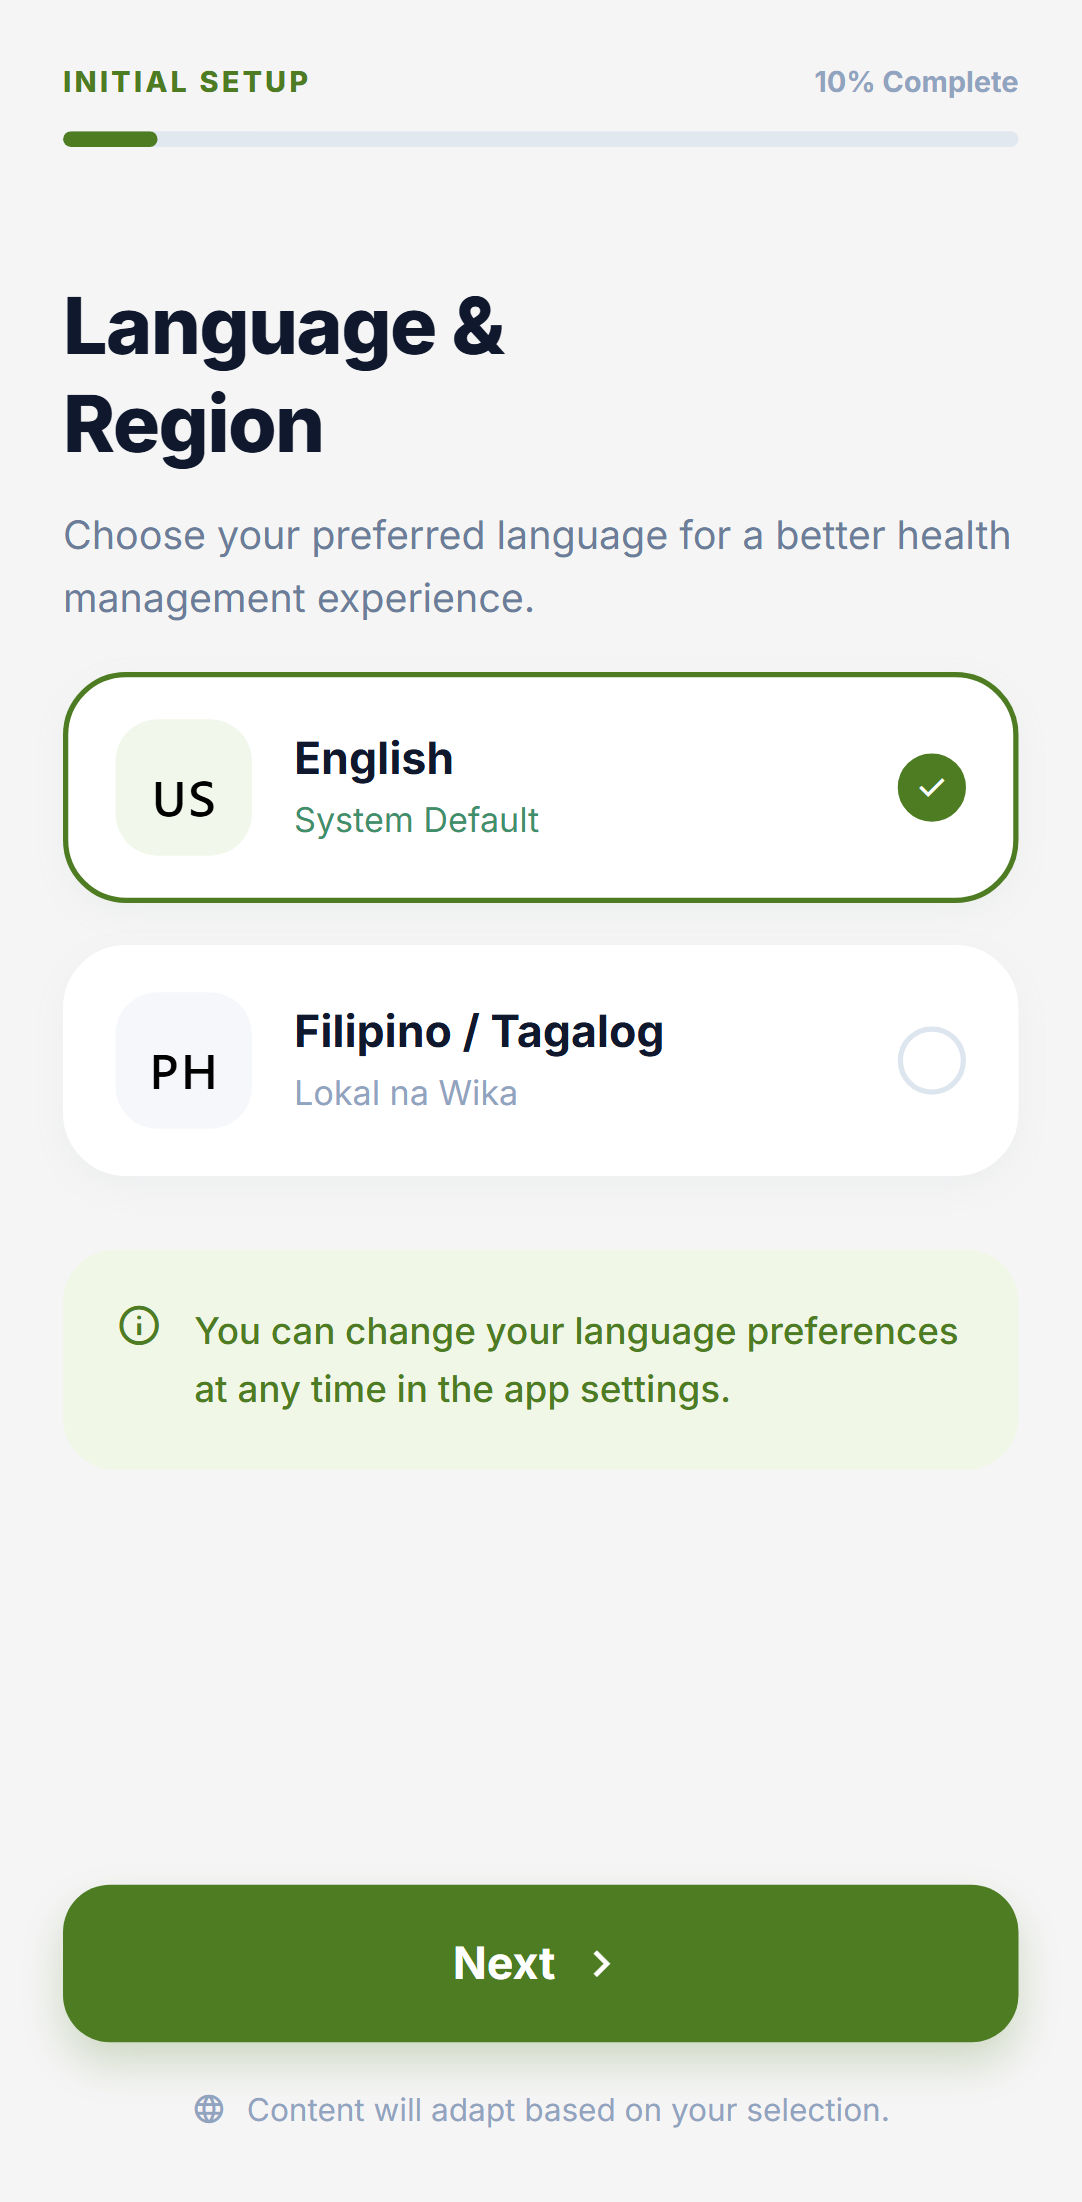 INITIAL SETUP
10% Complete
Language &
Region
Choose your preferred language for a better health
management experience.
US
English
System Default
PH
Filipino / Tagalog
Lokal na Wika
You can change your language preferences
at any time in the app settings.
Next
Content will adapt based on your selection.